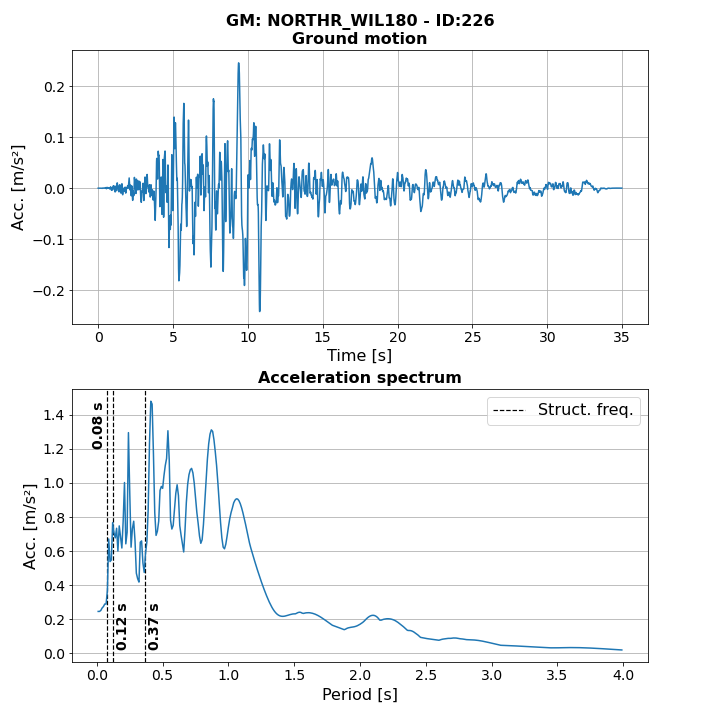 GM: NORTHR_WIL180 - ID:226
Ground motion
Acc. [m/s²]
0.2
0.1
0.0
−0.1
−0.2
0 5 10 15 20 25 30 35
Time [s]
Acceleration spectrum
Acc. [m/s²]
1.4
1.2
1.0
0.8
0.6
0.4
0.2
0.0
0.08 s
0.12 s
0.37 s
Struct. freq.
0.0 0.5 1.0 1.5 2.0 2.5 3.0 3.5 4.0
Period [s]